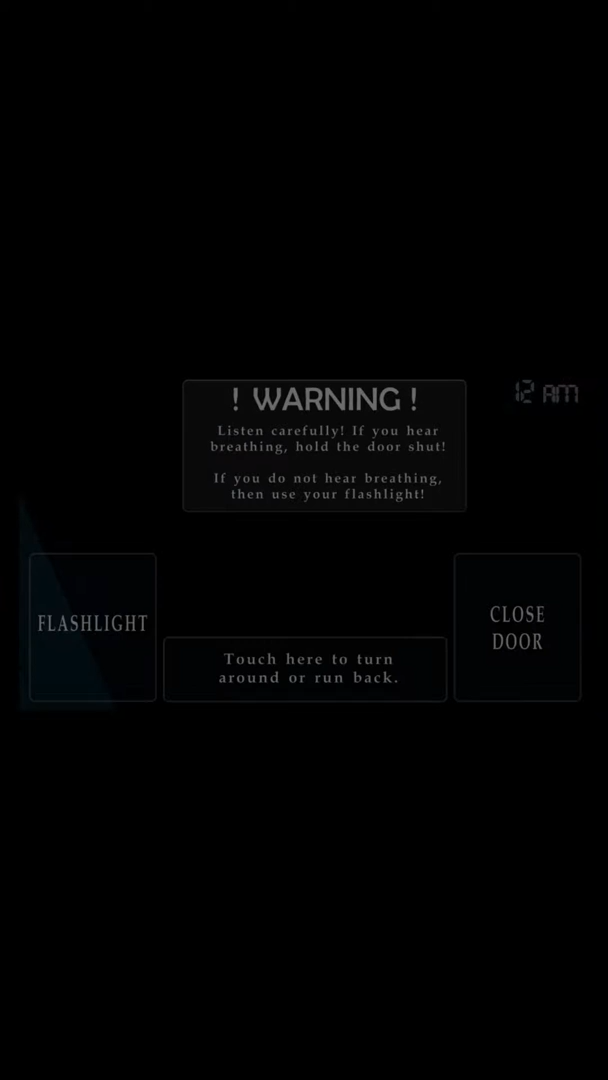 ! WARNING !
12 AM
Listen carefully! If you hear
breathing, hold the door shut!
If you do not hear breathing,
then use your flashlight!
FLASHLIGHT
CLOSE
DOOR
Touch here to turn
around or run back.